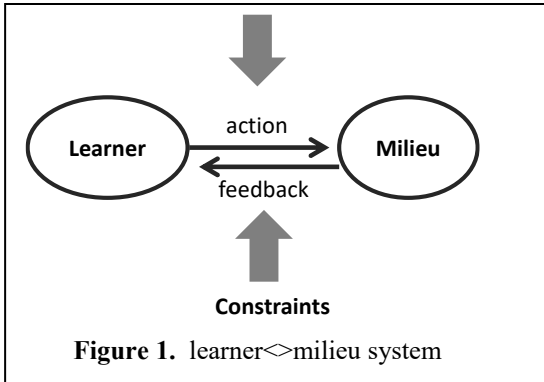 action
Learner
Milieu
feedback
Constraints
Figure 1. learner<>milieu system